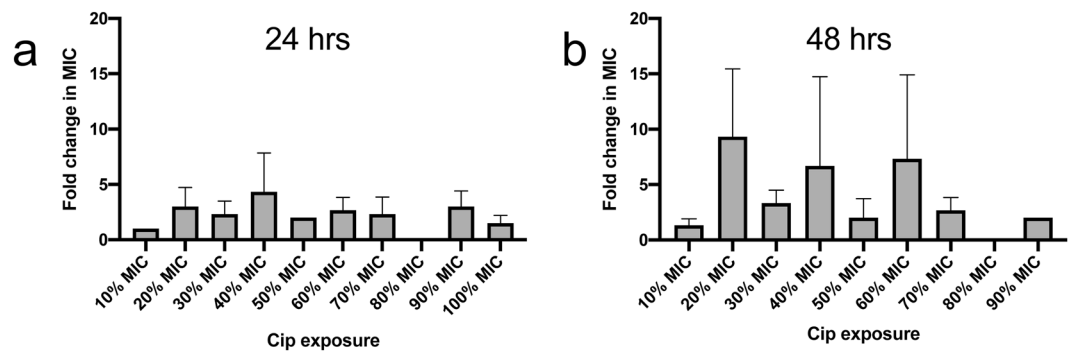 a
24 hrs
Fold change in MIC
20
15
10
5
0
10% MIC
20% MIC
30% MIC
40% MIC
50% MIC
60% MIC
70% MIC
80% MIC
90% MIC
100% MIC
Cip exposure
b
48 hrs
Fold change in MIC
20
15
10
5
0
10% MIC
20% MIC
30% MIC
40% MIC
50% MIC
60% MIC
70% MIC
80% MIC
90% MIC
Cip exposure